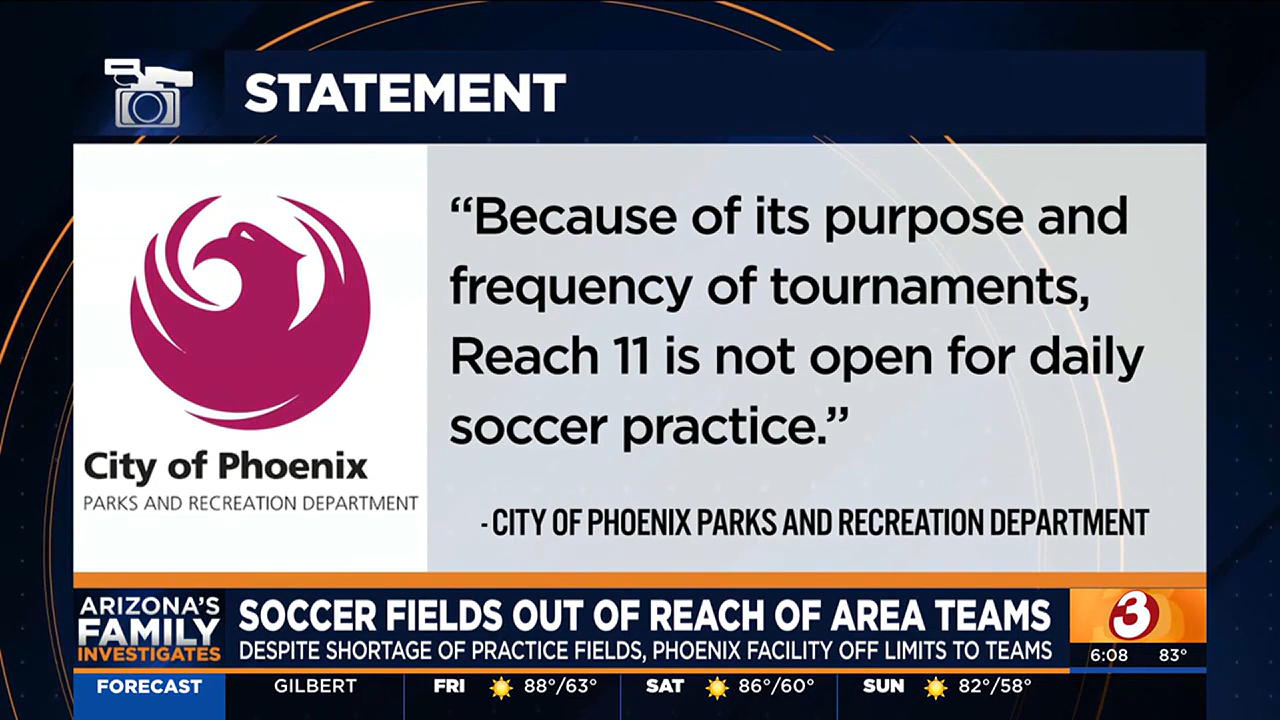 STATEMENT
“Because of its purpose and
frequency of tournaments,
Reach 11 is not open for daily
soccer practice.”
- CITY OF PHOENIX PARKS AND RECREATION DEPARTMENT
City of Phoenix
PARKS AND RECREATION DEPARTMENT
ARIZONA'S
FAMILY
INVESTIGATES
SOCCER FIELDS OUT OF REACH OF AREA TEAMS
DESPITE SHORTAGE OF PRACTICE FIELDS, PHOENIX FACILITY OFF LIMITS TO TEAMS
3
6:08 83°
FORECAST GILBERT FRI 88°/63° SAT 86°/60° SUN 82°/58°